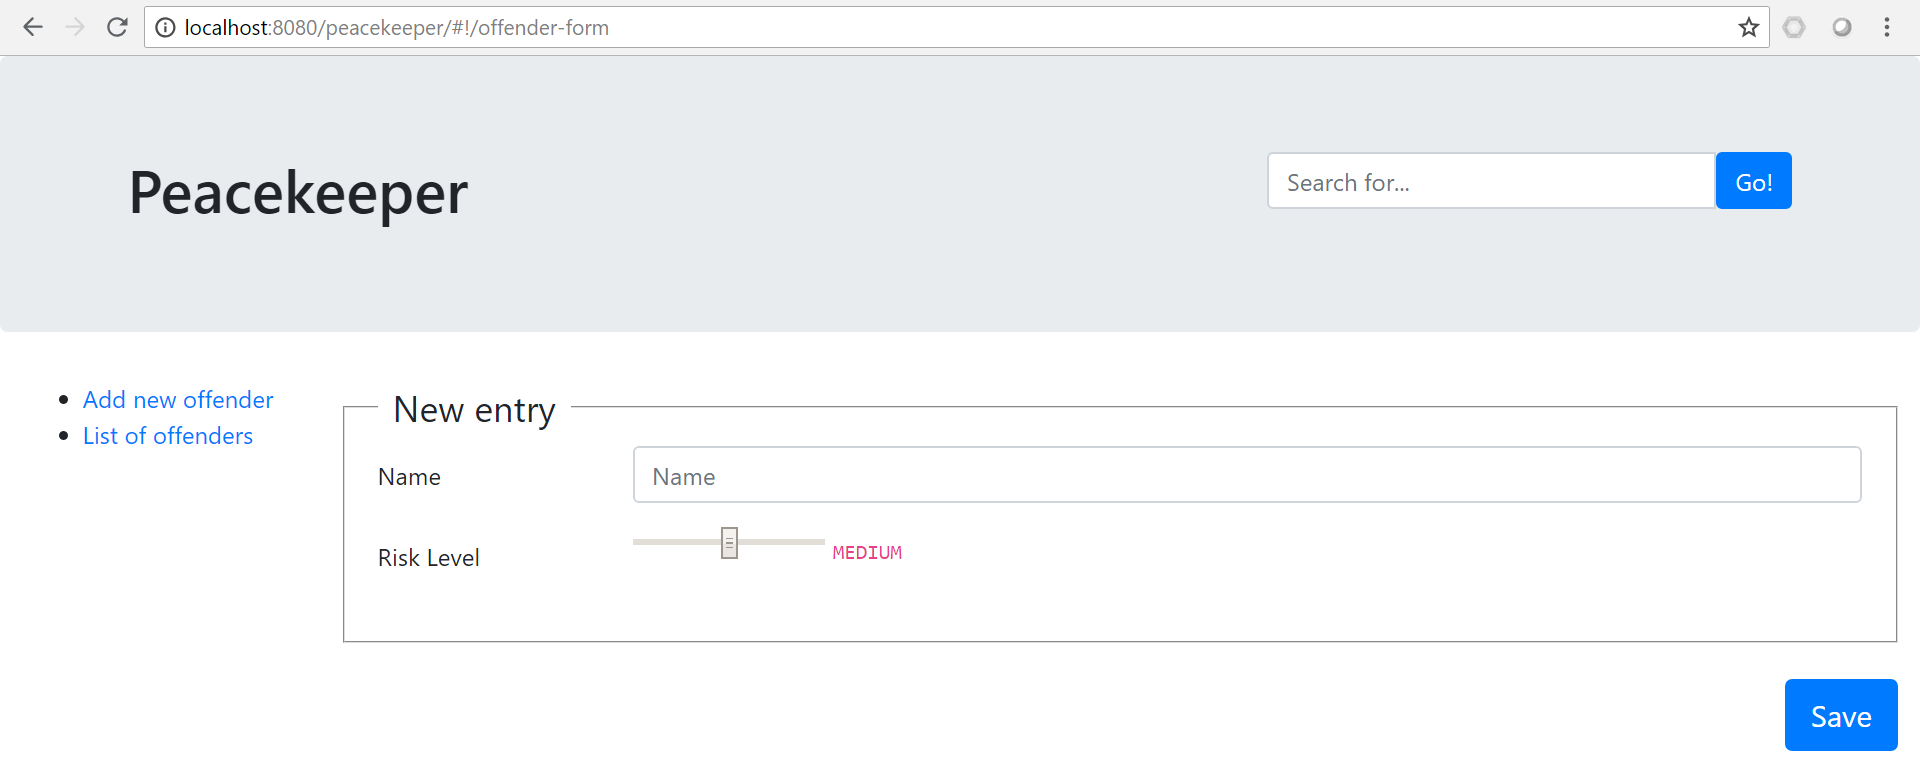 localhost:8080/peacekeeper/#!/offender-form
Peacekeeper
Search for...
Go!
Add new offender
List of offenders
New entry
Name
Name
Risk Level
MEDIUM
Save